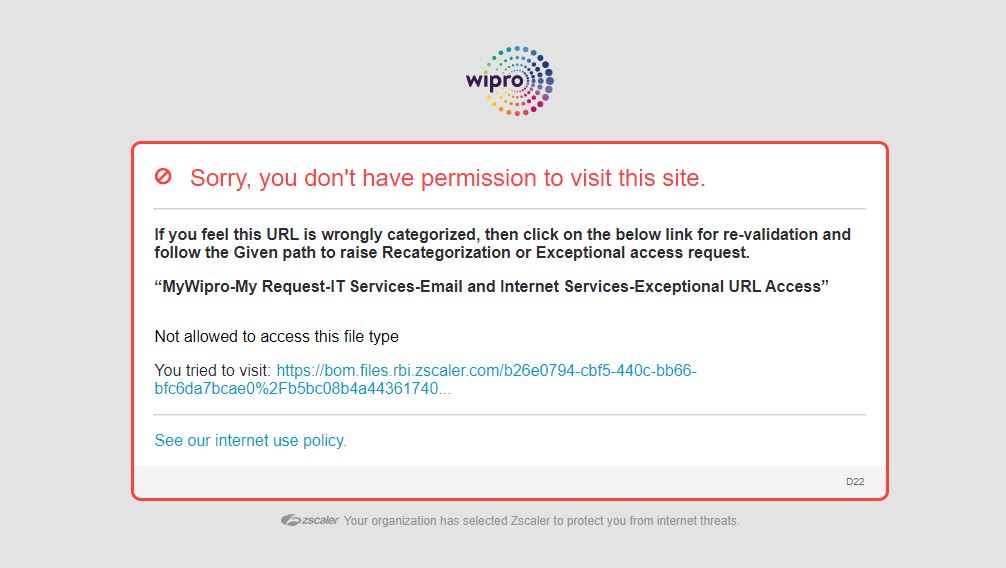 wipro
Sorry, you don't have permission to visit this site.
If you feel this URL is wrongly categorized, then click on the below link for re-validation and
follow the Given path to raise Recategorization or Exceptional access request.
“MyWipro-My Request-IT Services-Email and Internet Services-Exceptional URL Access”
Not allowed to access this file type
You tried to visit: https://bom.files.rbi.zscaler.com/b26e0794-cbf5-440c-bb66-
bfc6da7bcae0%2Fb5bc08b4a44361740...
See our internet use policy.
D22
zscaler Your organization has selected Zscaler to protect you from internet threats.